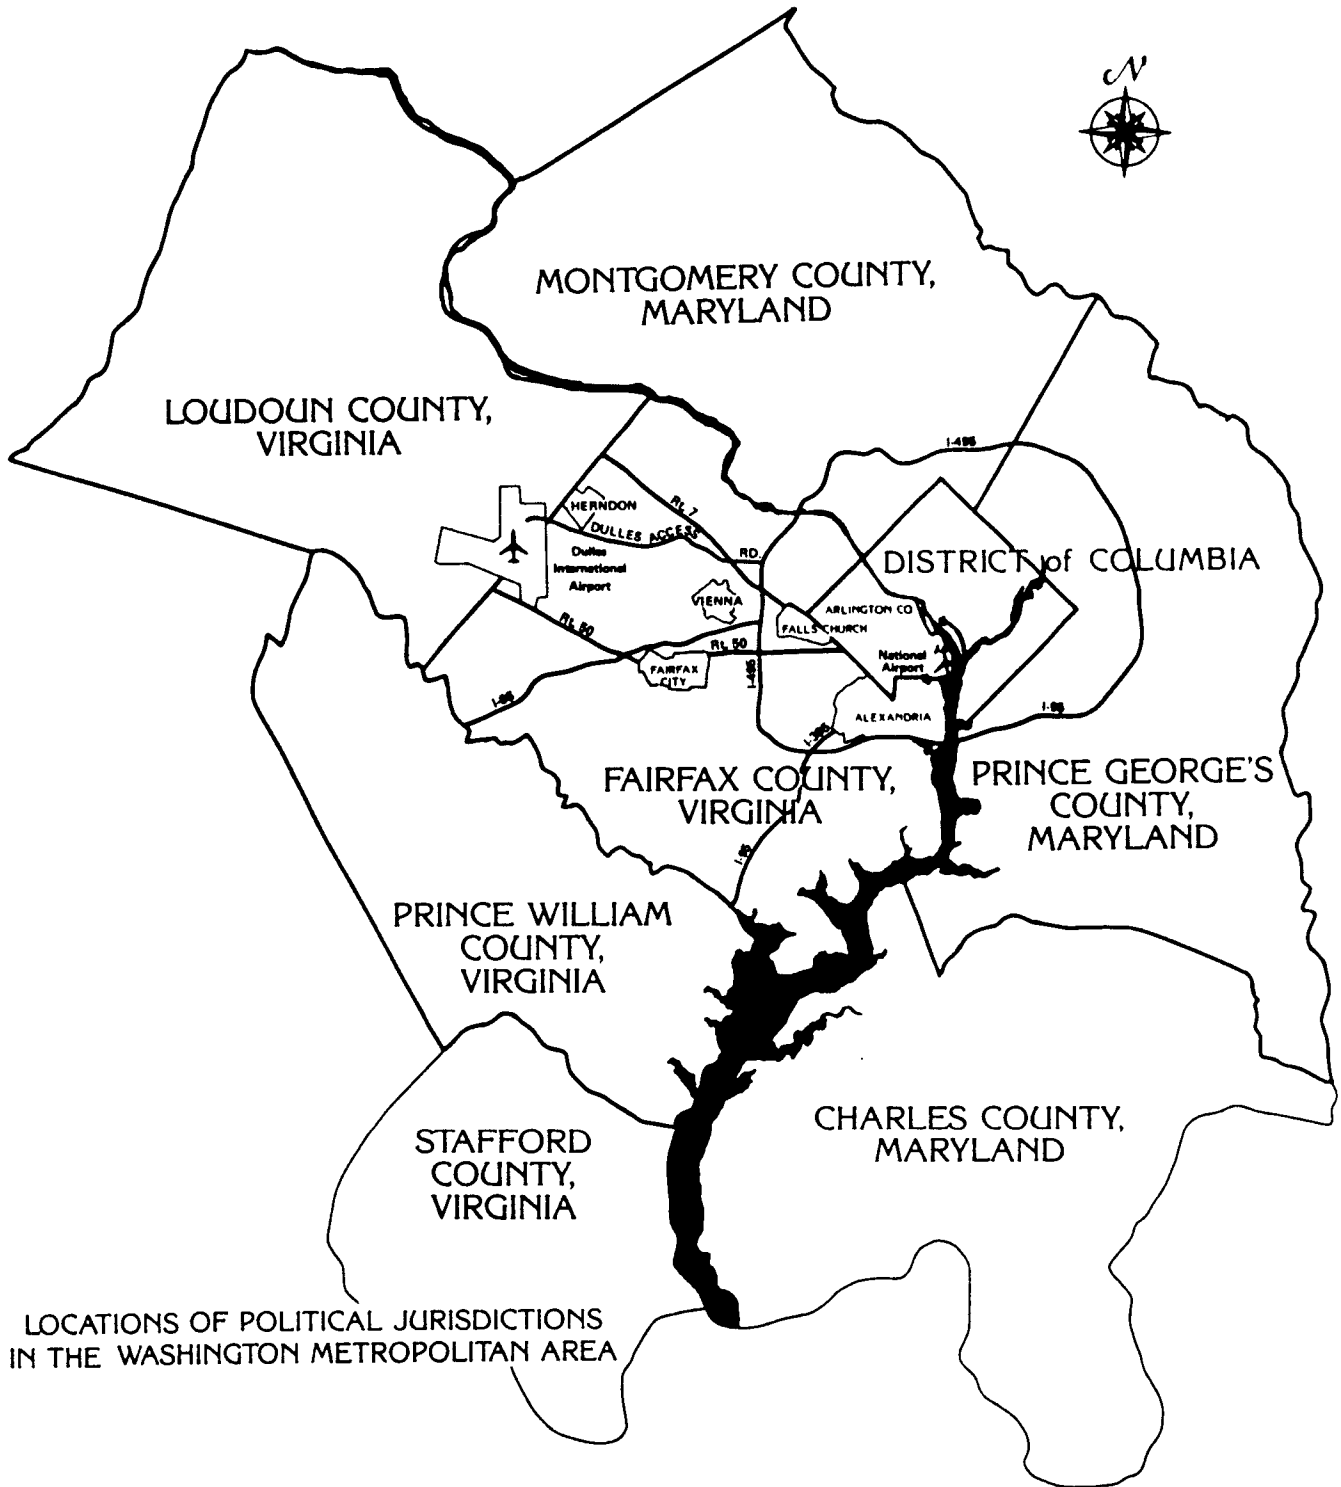 N
MONTGOMERY COUNTY,
MARYLAND
LOUDOUN COUNTY,
VIRGINIA
I-495
Rt. 7
HERNDON
DULLES ACCESS
RD.
Dulles
International
Airport
DISTRICT of COLUMBIA
VIENNA
ARLINGTON CO
FALLS CHURCH
Rt. 50
Rt. 50
National
Airport
FAIRFAX
CITY
I-495
I-66
ALEXANDRIA
I-95
I-395
FAIRFAX COUNTY,
VIRGINIA
PRINCE GEORGE'S
COUNTY,
MARYLAND
I-95
PRINCE WILLIAM
COUNTY,
VIRGINIA
CHARLES COUNTY,
MARYLAND
STAFFORD
COUNTY,
VIRGINIA
LOCATIONS OF POLITICAL JURISDICTIONS
IN THE WASHINGTON METROPOLITAN AREA